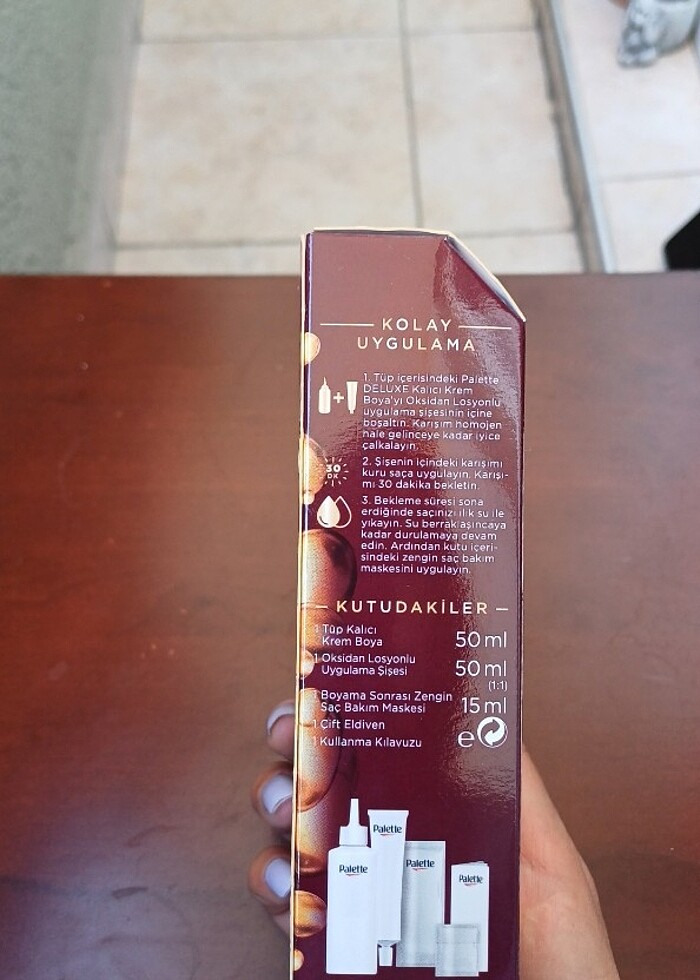 KOLAY
UYGULAMA
1. Tüp içerisindeki Palette
DELUXE Kalıcı Krem
Boya'yı Oksidan Losyonlu
uygulama şişesinin içine
boşaltın. Karışım homojen
hale gelinceye kadar iyice
çalkalayın.
30
DK
2. Şişenin içindeki karışımı
kuru saça uygulayın. Karışı-
mı 30 dakika bekletin.
3. Bekleme süresi sona
erdiğinde saçınızı ılık su ile
yıkayın. Su berraklaşıncaya
kadar durulamaya devam
edin. Ardından kutu içeri-
sindeki zengin saç bakım
maskesini uygulayın.
KUTUDAKİLER
1 Tüp Kalıcı
Krem Boya 50 ml
1 Oksidan Losyonlu
Uygulama Şişesi 50 ml
(1:1)
1 Boyama Sonrası Zengin
Saç Bakım Maskesi 15 ml
1 Çift Eldiven
1 Kullanma Kılavuzu e
Palette
Palette
Palette
Palette